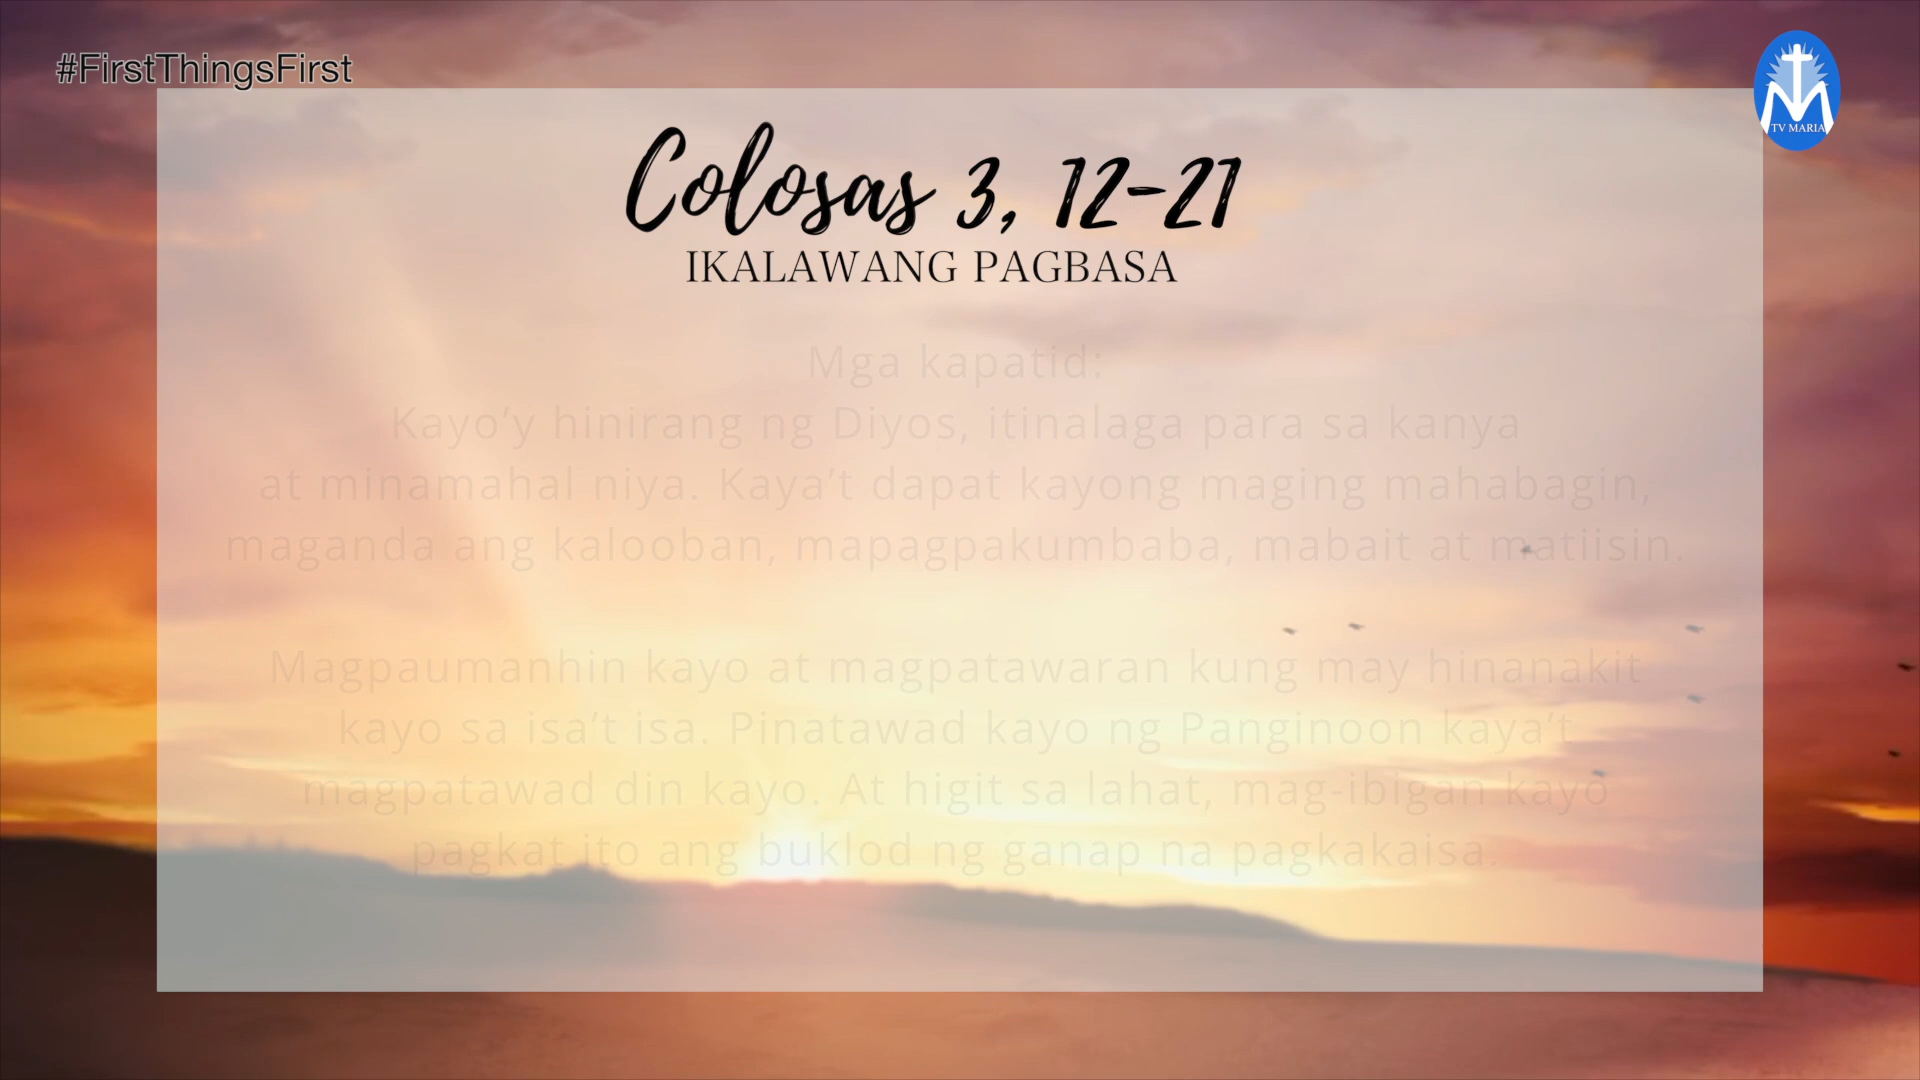 #FirstThingsFirst
TV MARIA
Colosas 3, 12-21
IKALAWANG PAGBASA
Mga kapatid:
Kayo’y hinirang ng Diyos, itinalaga para sa kanya
at minamahal niya. Kaya’t dapat kayong maging mahabagin,
maganda ang kalooban, mapagpakumbaba, mabait at matiisin.
Magpaumanhin kayo at magpatawaran kung may hinanakit
kayo sa isa’t isa. Pinatawad kayo ng Panginoon kaya’t
magpatawad din kayo. At higit sa lahat, mag-ibigan kayo
pagkat ito ang buklod ng ganap na pagkakaisa.